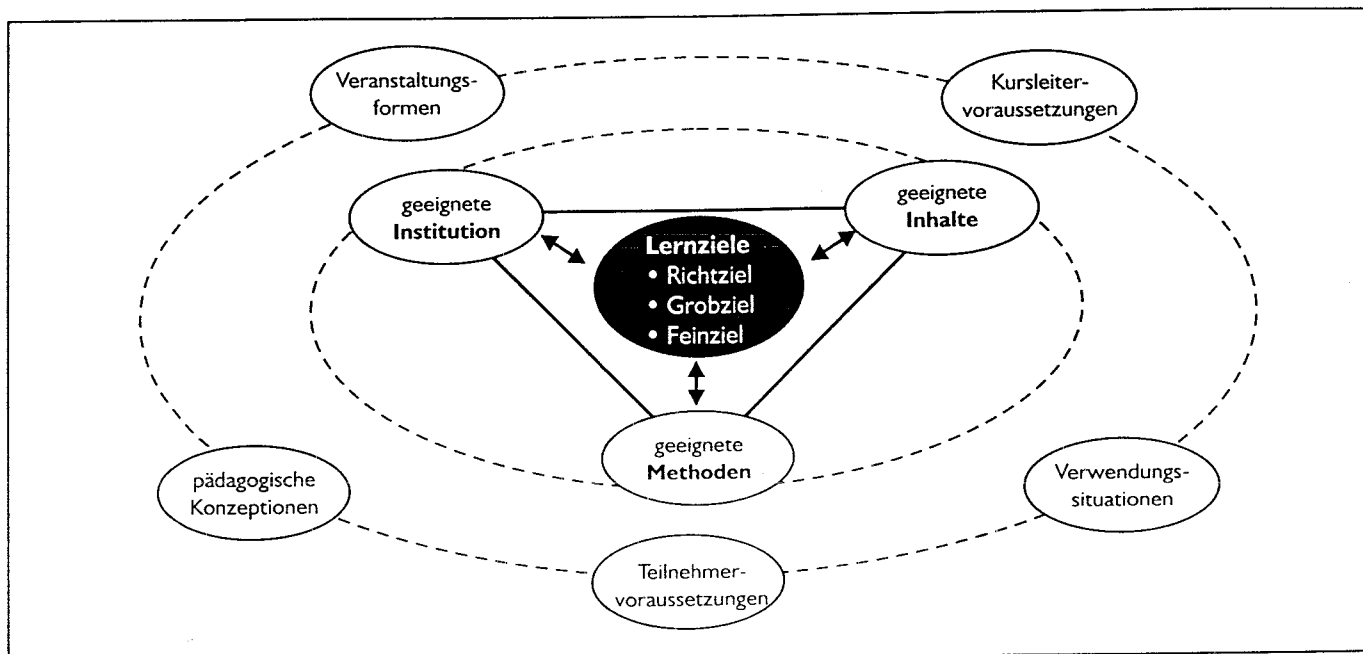 Veranstaltungs-
formen
Kursleiter-
voraussetzungen
geeignete
Institution
geeignete
Inhalte
Lernziele
• Richtziel
• Grobziel
• Feinziel
geeignete
Methoden
pädagogische
Konzeptionen
Verwendungs-
situationen
Teilnehmer-
voraussetzungen